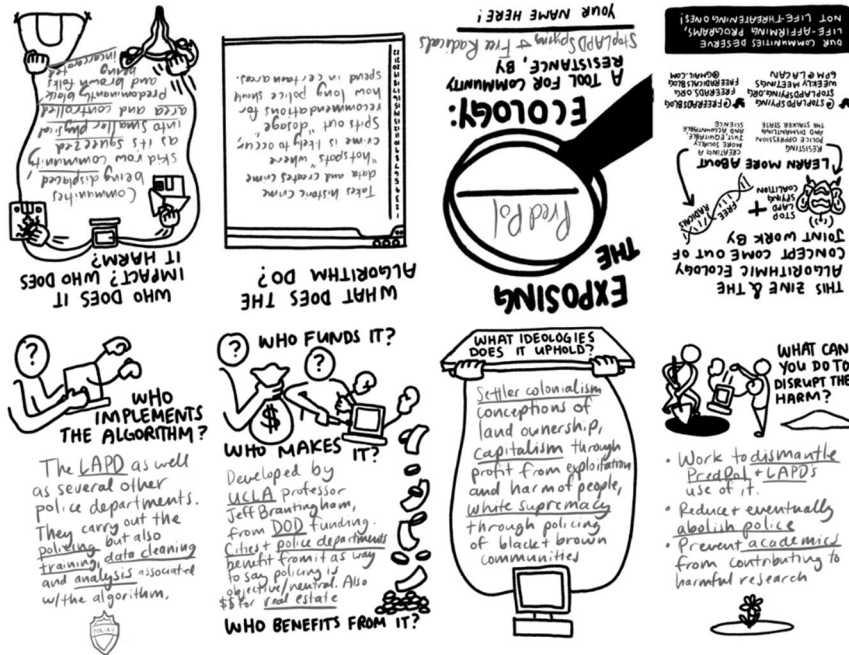 EXPOSING
THE
PredPol
ECOLOGY:
A TOOL FOR COMMUNITY
RESISTANCE, BY
StopLAPDSpying + Free Radicals
YOUR NAME HERE!
WHAT DOES THE
ALGORITHM DO?
Takes historic crime
data and creates crime
"hotspots" where
crime is likely to occur,
Spits out "dosage"
recommendations for
how long police should
spend in certain areas.
WHO DOES IT
IMPACT? WHO DOES
IT HARM?
Communities
being displaced,
skid row community
as its squeezed
into smaller physical
area and controlled,
Predominantly black
and brown folks
being
incarcerated
?
WHO
IMPLEMENTS
THE ALGORITHM?
The LAPD as well
as several other
police departments.
They carry out the
policing but also
training, data cleaning
and analysis associated
w/the algorithm.
POLICE
WHO FUNDS IT?
?
?
$
WHO MAKES IT?
Developed by
UCLA Professor
Jeff Brantingham,
from DOD funding.
Cities + police departments
benefit from it as way
to say policing is
objective/neutral. Also
$$ for real estate
WHO BENEFITS FROM IT?
WHAT IDEOLOGIES
DOES IT UPHOLD?
Settler colonialism
conceptions of
land ownership,
capitalism through
profit from exploitation
and harm of people,
white supremacy
through policing
of black + brown
communities
WHAT CAN
YOU DO TO
DISRUPT THE
HARM?
• Work to dismantle
PredPol + LAPD's
use of it.
• Reduce + eventually
abolish police
• Prevent academics
from contributing to
harmful research
THIS ZINE & THE
ALGORITHMIC ECOLOGY
CONCEPT COME OUT OF
JOINT WORK BY
STOP
LAPD
SPYING
COALITION
+
FREE
RADICALS
LEARN MORE ABOUT
RESISTING
POLICE OPPRESSION
AND DISMANTLING
THE STALKER STATE
CREATING A
MORE SOCIALLY
JUST, EQUITABLE
AND ACCOUNTABLE
SCIENCE
@STOPLAPDSPYING
STOPLAPDSPYING.ORG
WEEKLY MEETINGS
6PM @ LACAN
@FREERADSBLOG
FREERADICALS.ORG
FREERADICALSBLOG
@GMAIL.COM
OUR COMMUNITIES DESERVE
LIFE-AFFIRMING PROGRAMS,
NOT LIFE-THREATENING ONES!